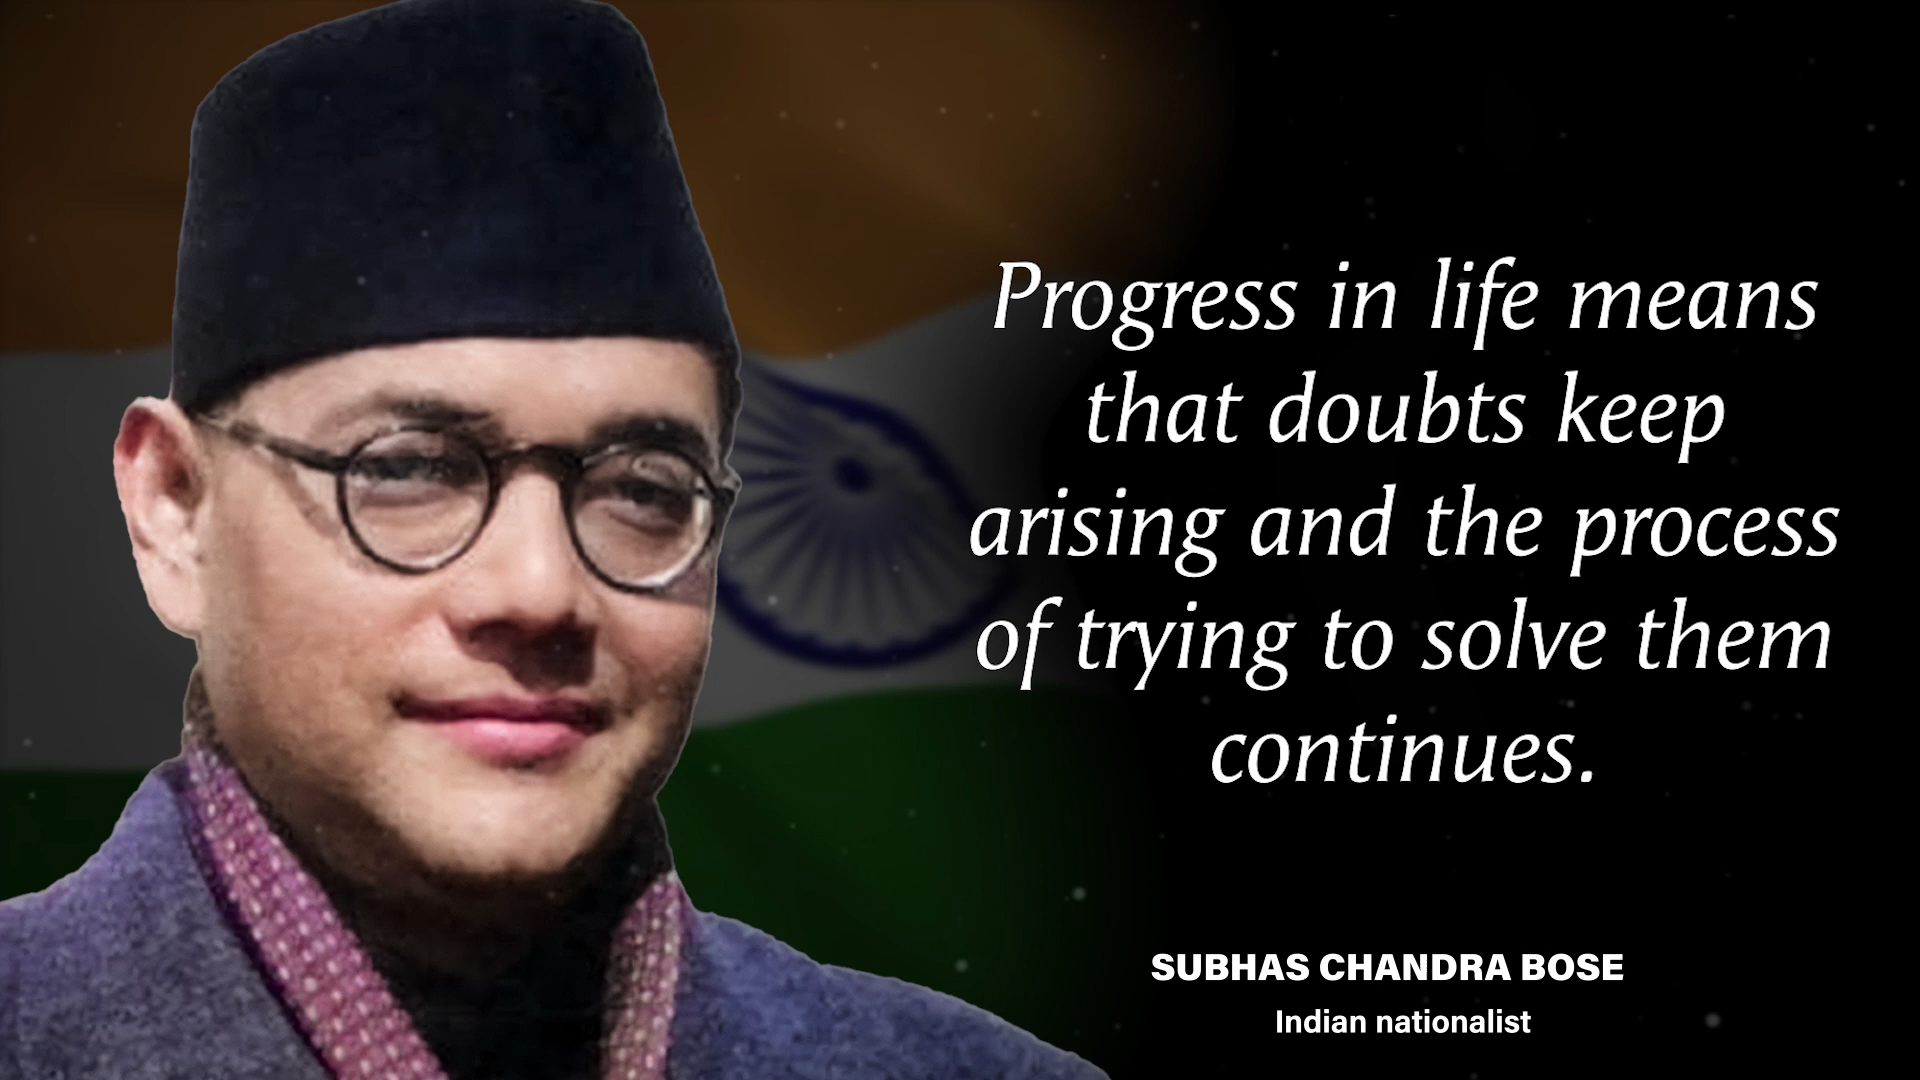 Progress in life means
that doubts keep
arising and the process
of trying to solve them
continues.
SUBHAS CHANDRA BOSE
Indian nationalist